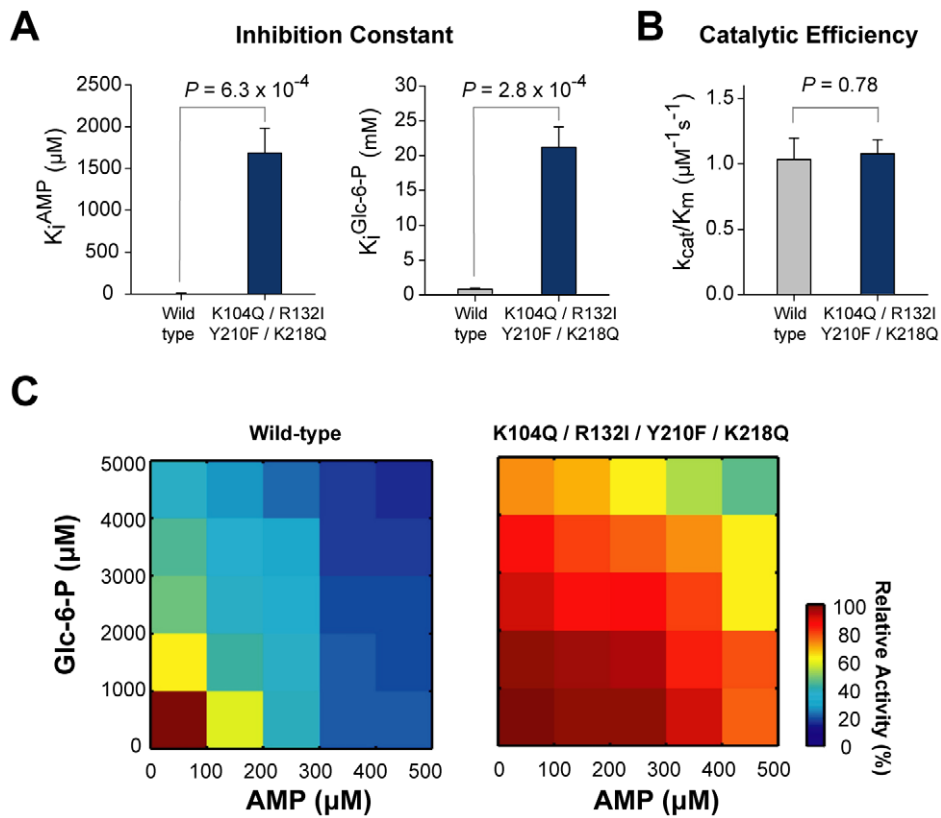 A
Inhibition Constant
P = 6.3 x 10⁻⁴
Kᵢᴬᴹᴾ (µM)
2500
2000
1500
1000
500
0
Wild type
K104Q / R132I
Y210F / K218Q
P = 2.8 x 10⁻⁴
Kᵢᴳˡᶜ⁻⁶⁻ᴾ (mM)
30
25
20
15
10
5
0
Wild type
K104Q / R132I
Y210F / K218Q
B
Catalytic Efficiency
P = 0.78
kcat/Km (µM⁻¹s⁻¹)
1.5
1.0
0.5
0.0
Wild type
K104Q / R132I
Y210F / K218Q
C
Wild-type
Glc-6-P (µM)
5000
4000
3000
2000
1000
0
0 100 200 300 400 500
AMP (µM)
K104Q / R132I / Y210F / K218Q
0 100 200 300 400 500
AMP (µM)
100
80
60
40
20
0
Relative Activity (%)